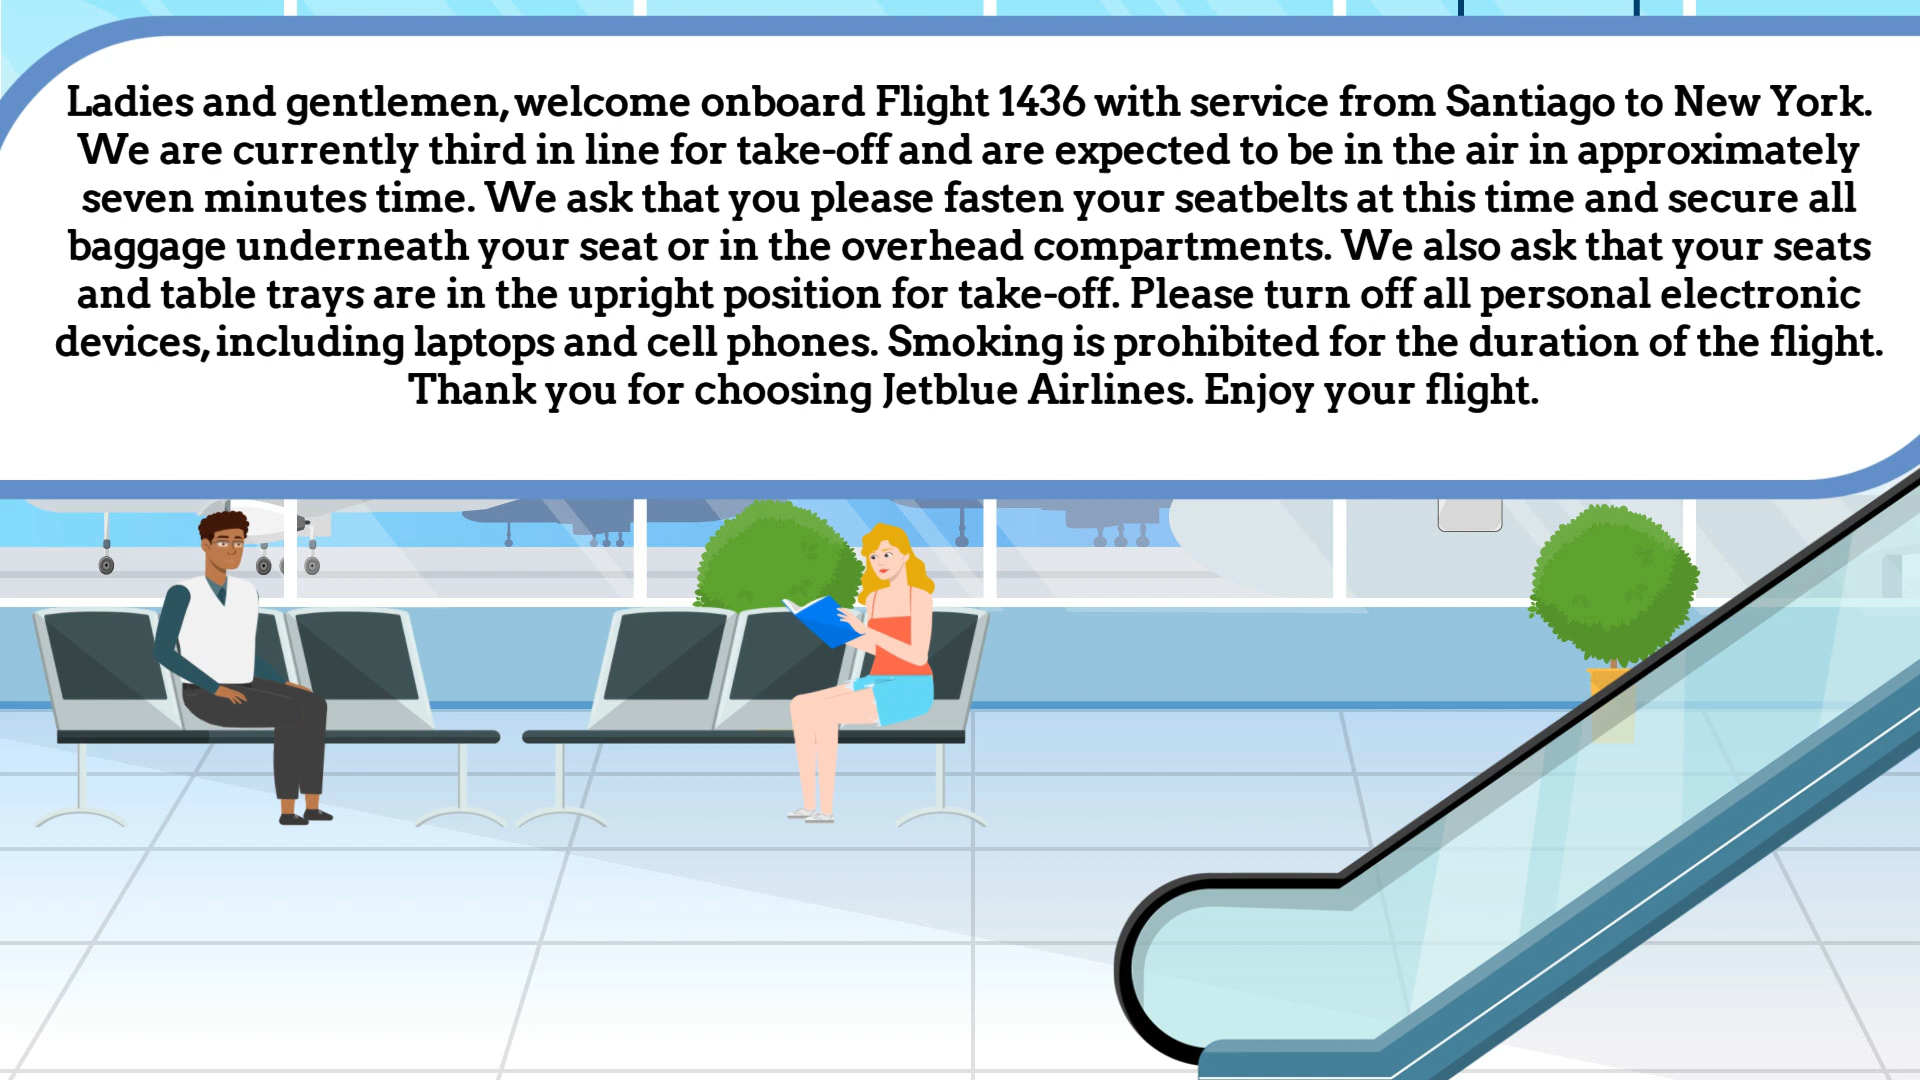 Ladies and gentlemen, welcome onboard Flight 1436 with service from Santiago to New York.
We are currently third in line for take-off and are expected to be in the air in approximately
seven minutes time. We ask that you please fasten your seatbelts at this time and secure all
baggage underneath your seat or in the overhead compartments. We also ask that your seats
and table trays are in the upright position for take-off. Please turn off all personal electronic
devices, including laptops and cell phones. Smoking is prohibited for the duration of the flight.
Thank you for choosing Jetblue Airlines. Enjoy your flight.